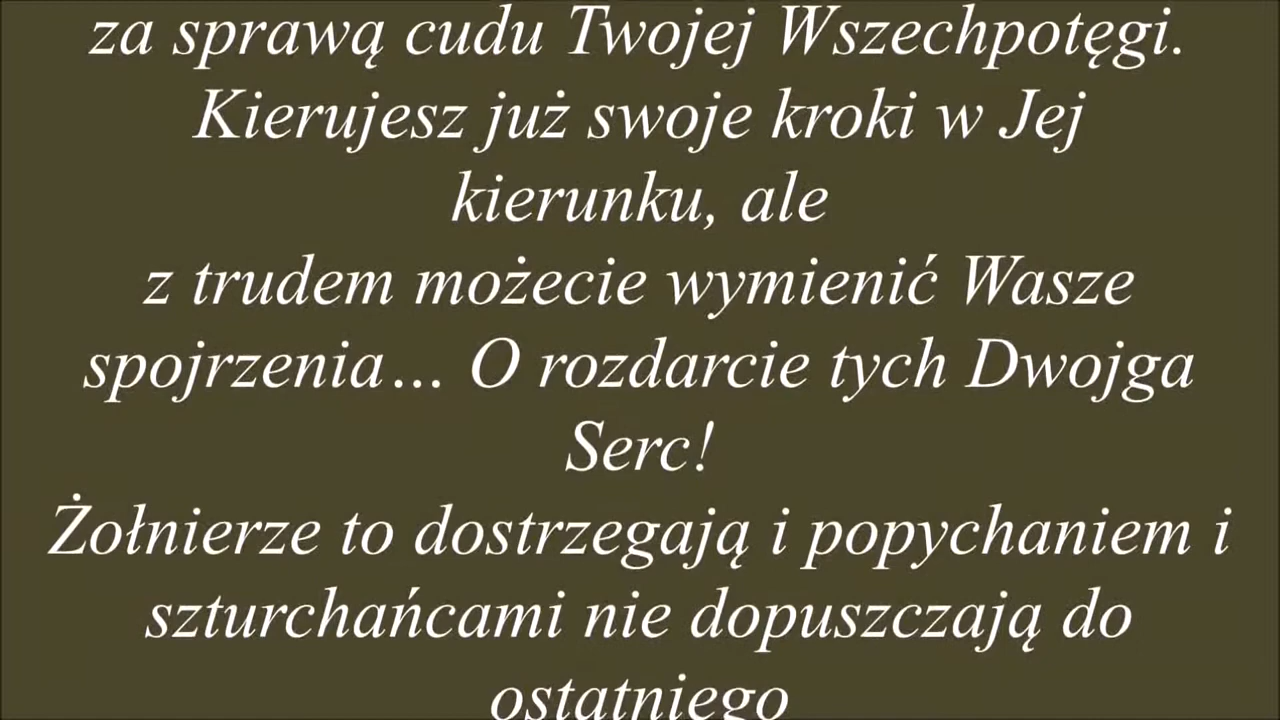 za sprawą cudu Twojej Wszechpotęgi.
Kierujesz już swoje kroki w Jej
kierunku, ale
z trudem możecie wymienić Wasze
spojrzenia... O rozdarcie tych Dwojga
Serc!
Żołnierze to dostrzegają i popychaniem i
szturchańcami nie dopuszczają do
ostatniego